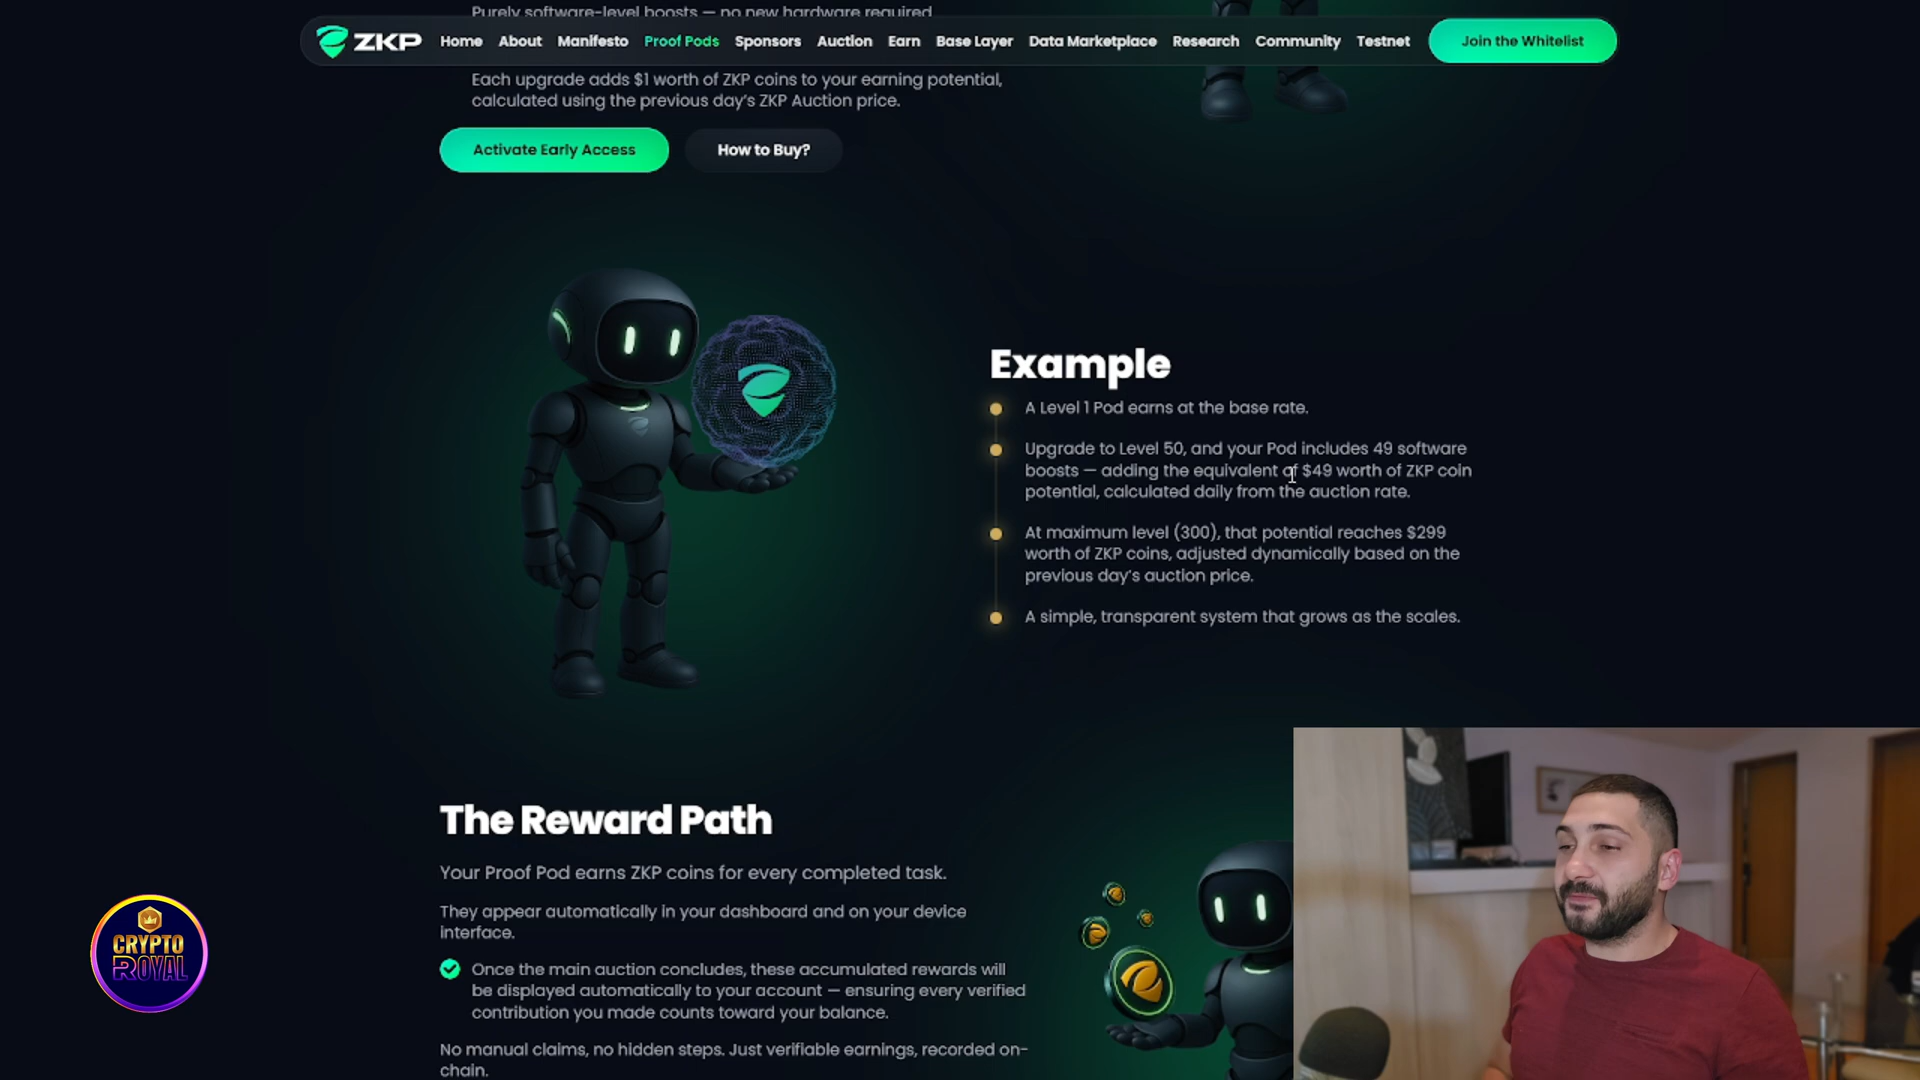 Purely software-level boosts — no new hardware required
ZKP
Home
About
Manifesto
Proof Pods
Sponsors
Auction
Earn
Base Layer
Data Marketplace
Research
Community
Testnet
Join the Whitelist
Each upgrade adds $1 worth of ZKP coins to your earning potential,
calculated using the previous day's ZKP Auction price.
Activate Early Access
How to Buy?
Example
A Level 1 Pod earns at the base rate.
Upgrade to Level 50, and your Pod includes 49 software
boosts — adding the equivalent of $49 worth of ZKP coin
potential, calculated daily from the auction rate.
At maximum level (300), that potential reaches $299
worth of ZKP coins, adjusted dynamically based on the
previous day's auction price.
A simple, transparent system that grows as the scales.
The Reward Path
Your Proof Pod earns ZKP coins for every completed task.
They appear automatically in your dashboard and on your device
interface.
Once the main auction concludes, these accumulated rewards will
be displayed automatically to your account — ensuring every verified
contribution you made counts toward your balance.
No manual claims, no hidden steps. Just verifiable earnings, recorded on-
chain.
CRYPTO
ROYAL